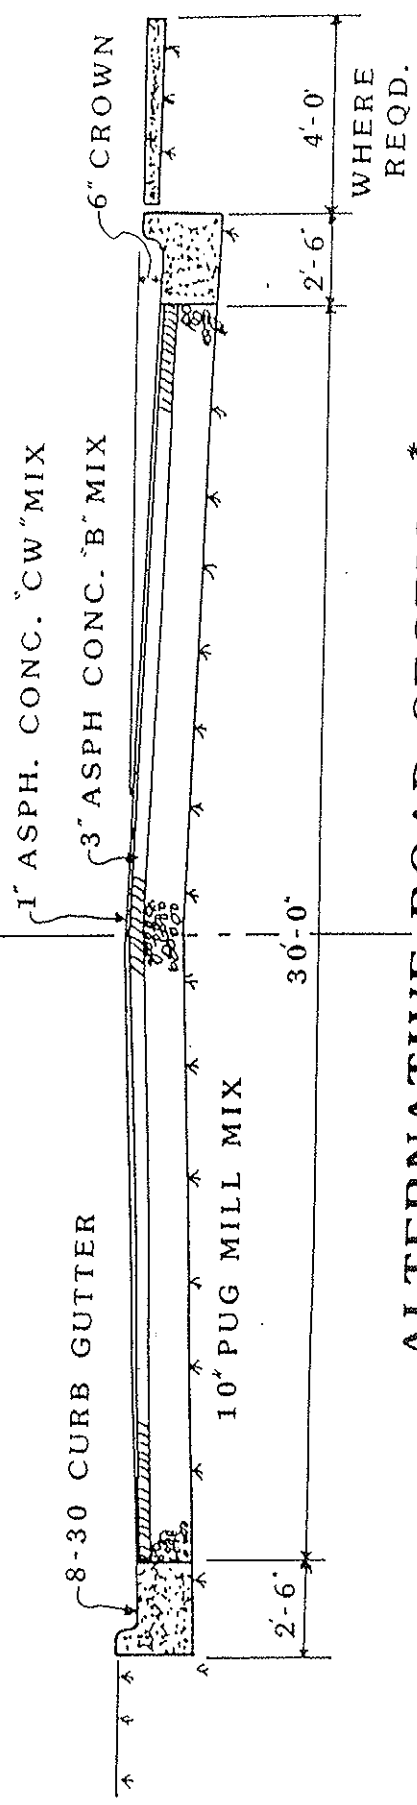 1" ASPH. CONC. "CW" MIX
3" ASPH CONC. "B" MIX
6" CROWN
8-30 CURB GUTTER
10" PUG MILL MIX
2'-6"
30'-0"
2'-6"
4'-0'
WHERE
REQD.